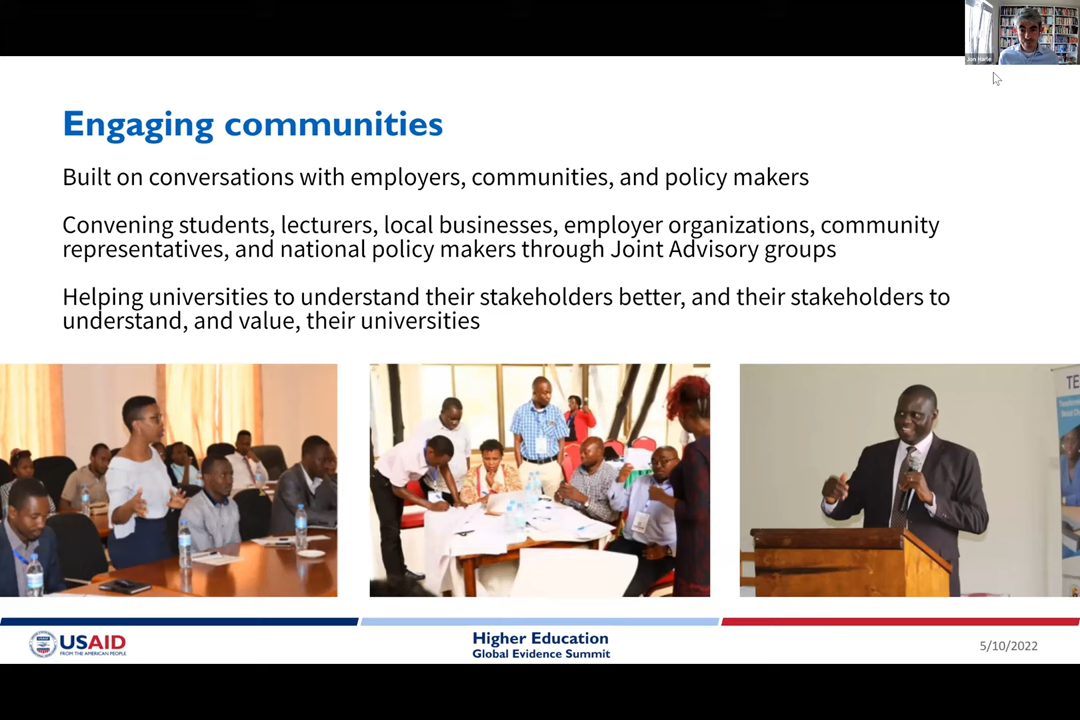 Jon Harle
Engaging communities
Built on conversations with employers, communities, and policy makers
Convening students, lecturers, local businesses, employer organizations, community
representatives, and national policy makers through Joint Advisory groups
Helping universities to understand their stakeholders better, and their stakeholders to
understand, and value, their universities
TE
USAID
FROM THE AMERICAN PEOPLE
Higher Education
Global Evidence Summit
5/10/2022